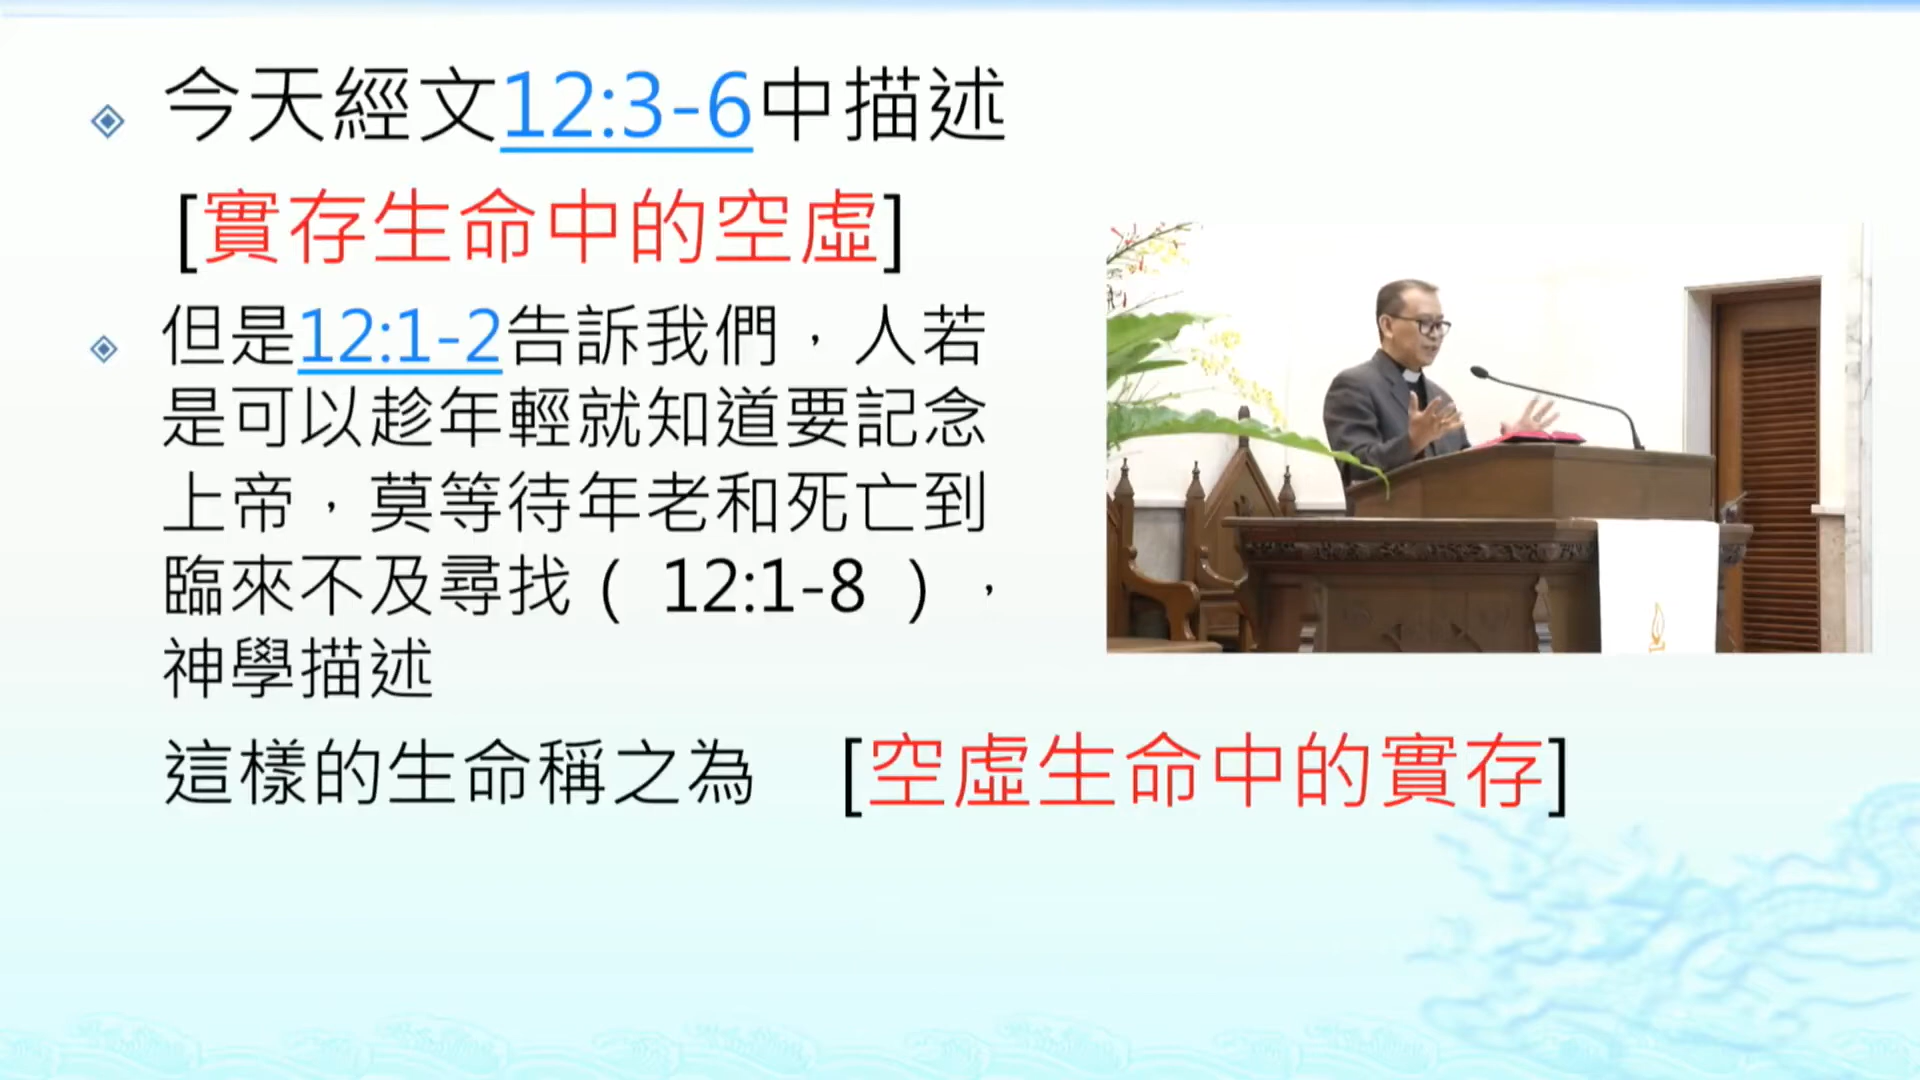 今天經文12:3-6中描述
[實存生命中的空虛]
但是12:1-2告訴我們，人若
是可以趁年輕就知道要記念
上帝，莫等待年老和死亡到
臨來不及尋找( 12:1-8 )，
神學描述
這樣的生命稱之為 [空虛生命中的實存]